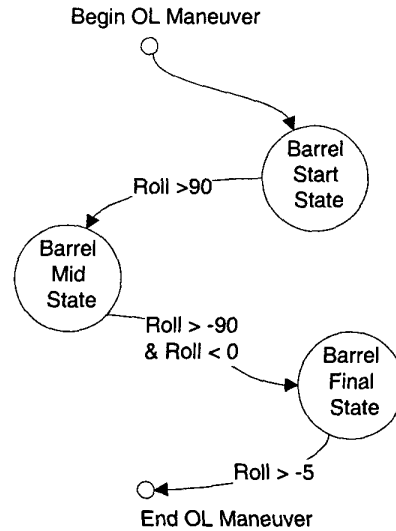 Begin OL Maneuver
Barrel
Start
State
Roll >90
Barrel
Mid
State
Roll > -90
& Roll < 0
Barrel
Final
State
Roll > -5
End OL Maneuver